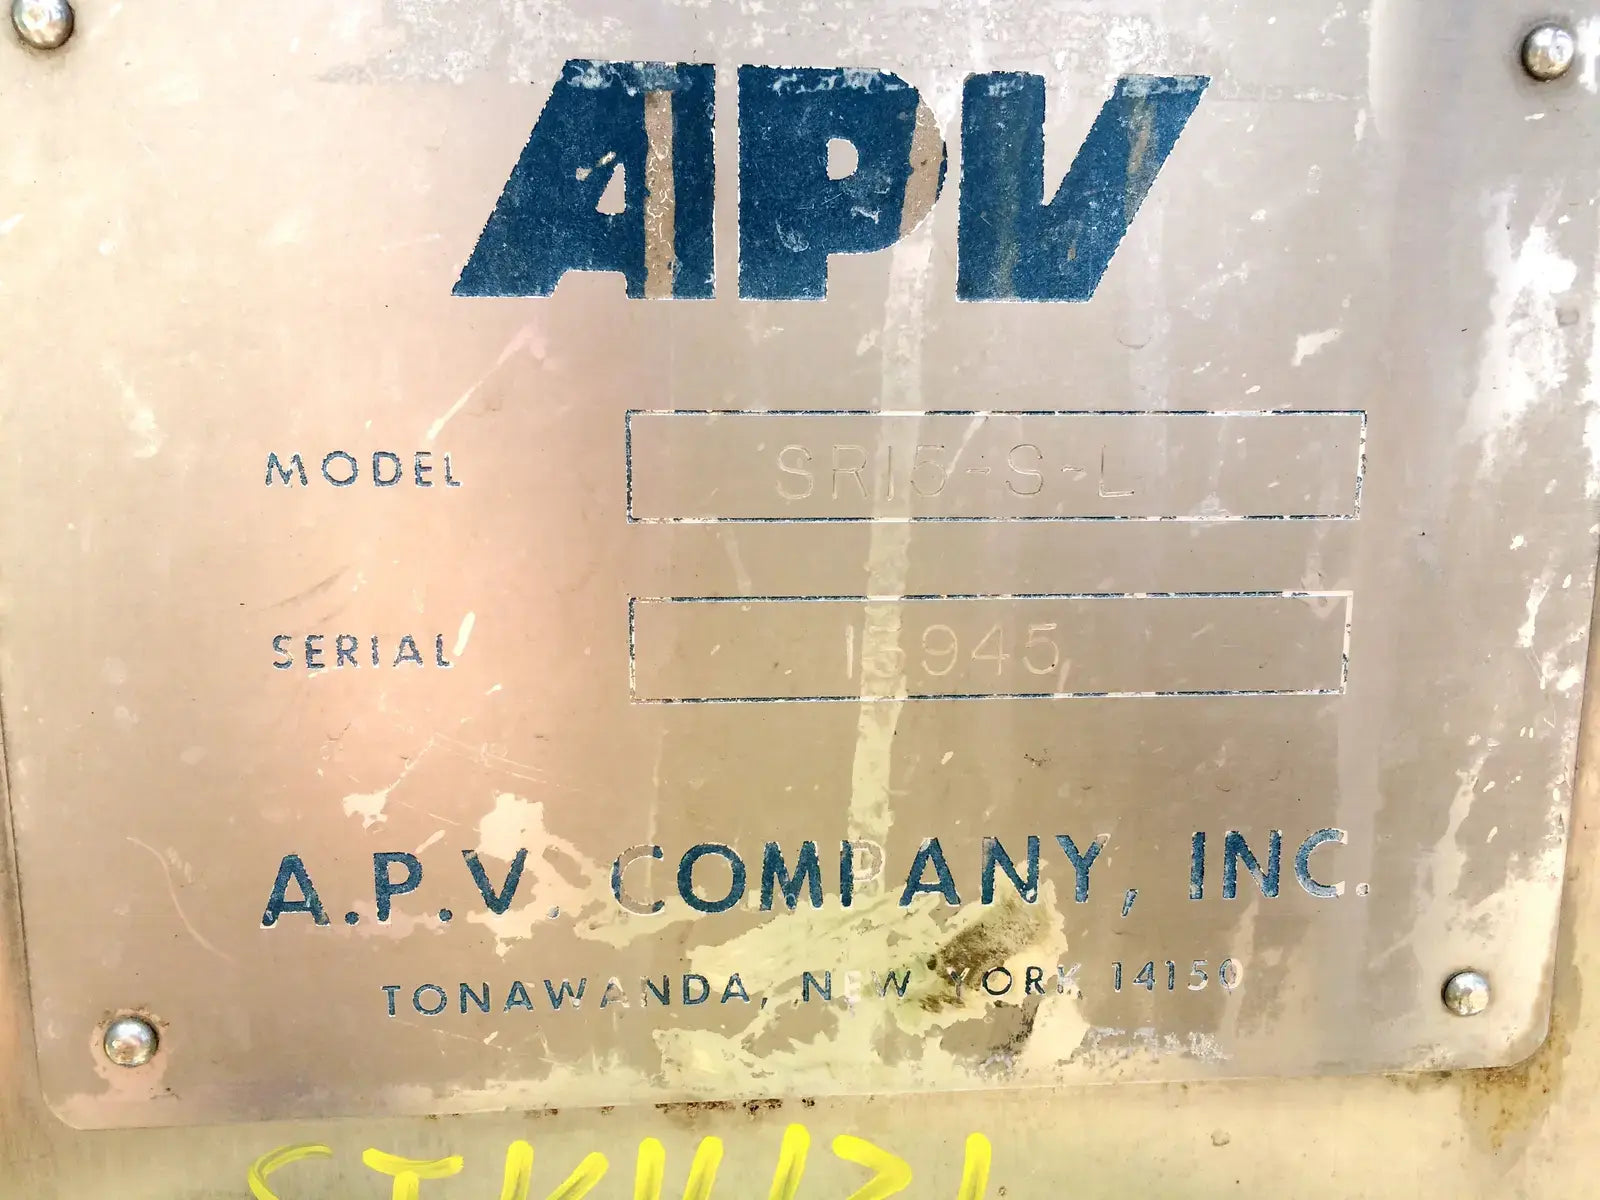 APV
MODEL SR15-S-L
SERIAL 15945
A.P.V. COMPANY, INC.
TONAWANDA, NEW YORK 14150